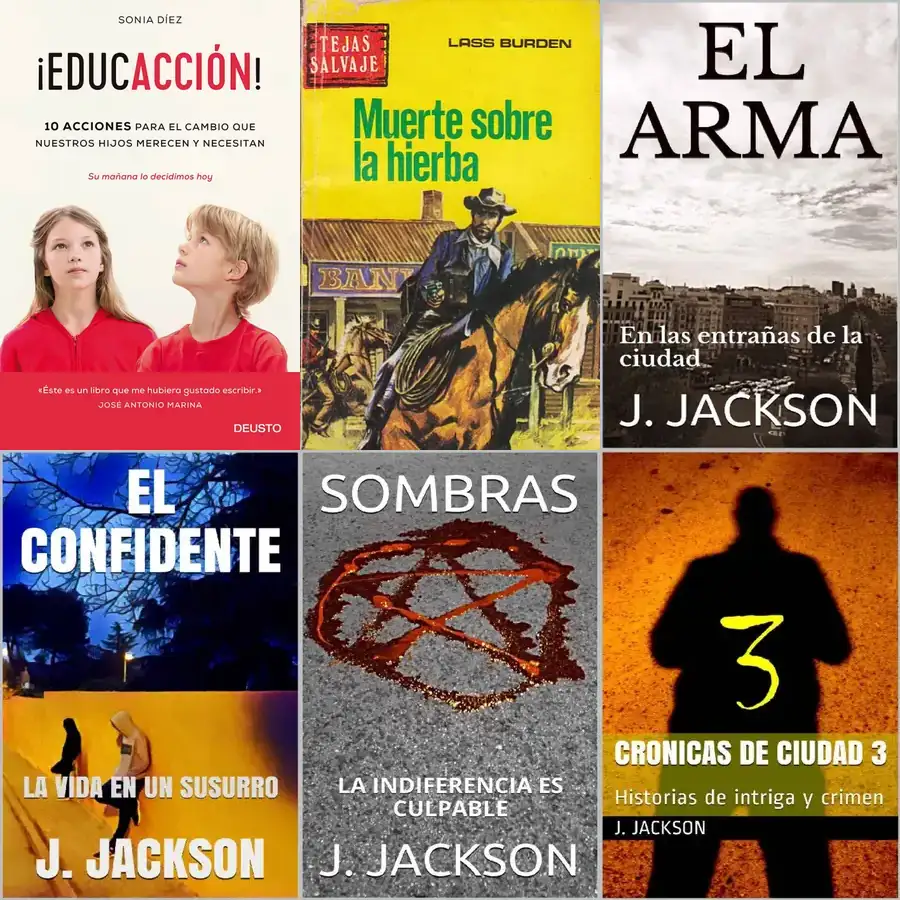 SONIA DÍEZ
¡EDUCACCIÓN!
10 ACCIONES PARA EL CAMBIO QUE
NUESTROS HIJOS MERECEN Y NECESITAN
Su mañana lo decidimos hoy
«Éste es un libro que me hubiera gustado escribir.»
JOSÉ ANTONIO MARINA
DEUSTO
TEJAS
SALVAJE
LASS BURDEN
Muerte sobre
la hierba
BAN
GUN
EL
ARMA
En las entrañas de la
ciudad
J. JACKSON
EL
CONFIDENTE
LA VIDA EN UN SUSURRO
J. JACKSON
SOMBRAS
LA INDIFERENCIA ES
CULPABLE
J. JACKSON
3
CRONICAS DE CIUDAD 3
Historias de intriga y crimen
J. JACKSON